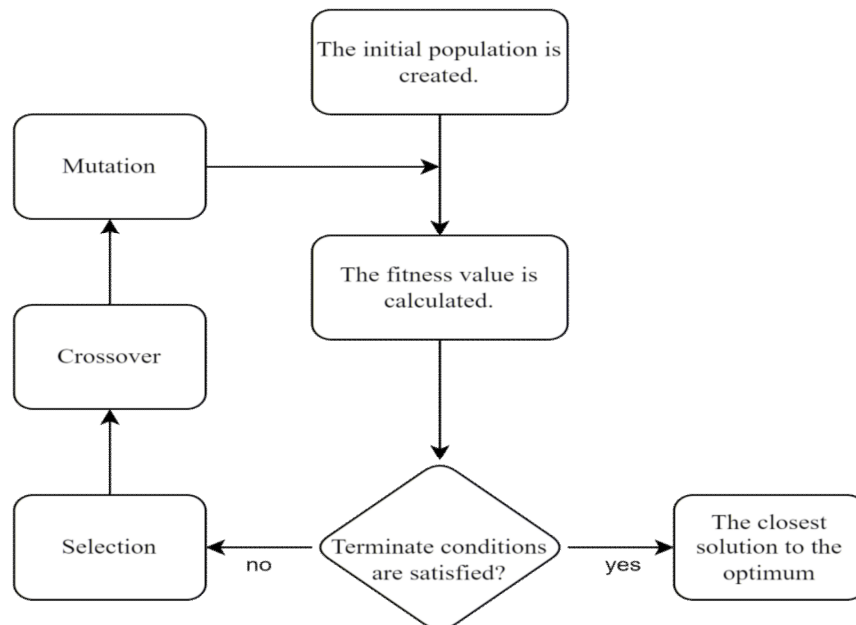 The initial population is
created.
Mutation
The fitness value is
calculated.
Crossover
Selection
no
Terminate conditions
are satisfied?
yes
The closest
solution to the
optimum